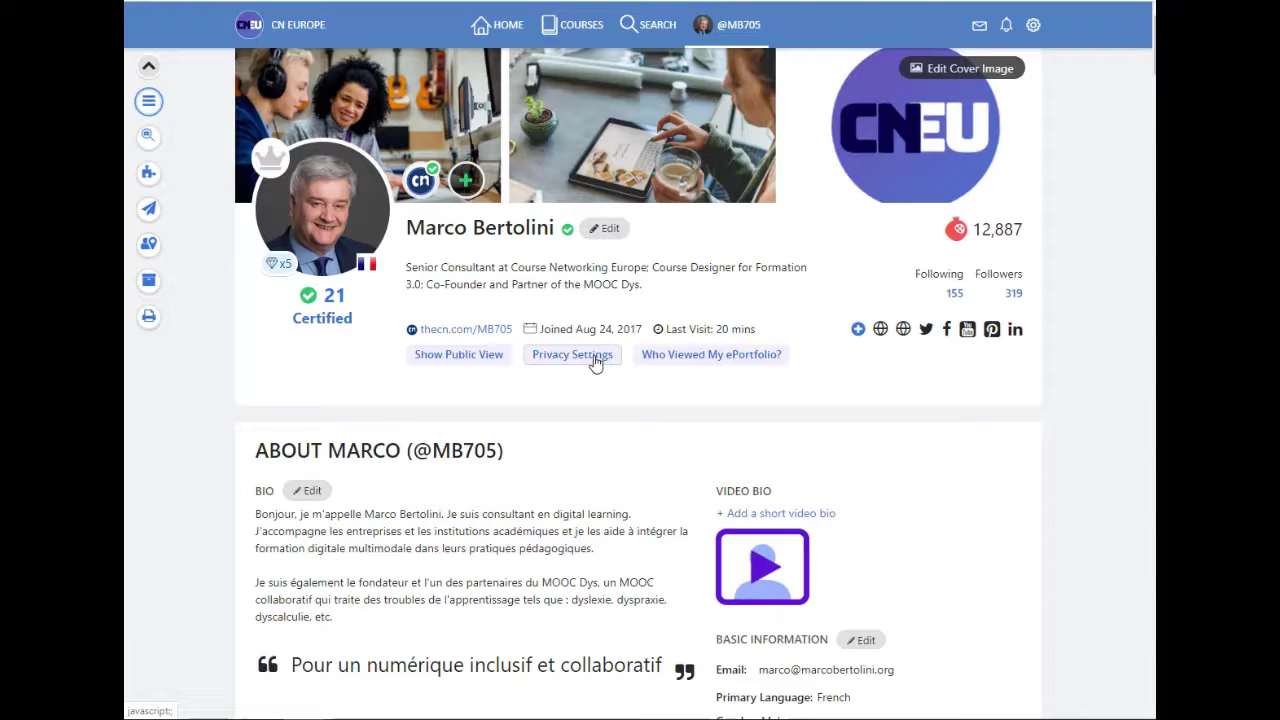 CNEU CN EUROPE HOME COURSES SEARCH @MB705
Edit Cover Image
CNEU
cn
Marco Bertolini Edit
12,887
Senior Consultant at Course Networking Europe; Course Designer for Formation
3.0; Co-Founder and Partner of the MOOC Dys.
x5
Following Followers
155 319
21
Certified
cn thecn.com/MB705 Joined Aug 24, 2017 Last Visit: 20 mins
Show Public View Privacy Settings Who Viewed My ePortfolio?
ABOUT MARCO (@MB705)
BIO Edit
Bonjour, je m'appelle Marco Bertolini. Je suis consultant en digital learning.
J'accompagne les entreprises et les institutions académiques et je les aide à intégrer la
formation digitale multimodale dans leurs pratiques pédagogiques.
Je suis également le fondateur et l'un des partenaires du MOOC Dys, un MOOC
collaboratif qui traite des troubles de l'apprentissage tels que : dyslexie, dyspraxie,
dyscalculie, etc.
“ Pour un numérique inclusif et collaboratif ”
VIDEO BIO
+ Add a short video bio
BASIC INFORMATION Edit
Email: marco@marcobertolini.org
Primary Language: French
javascript:;